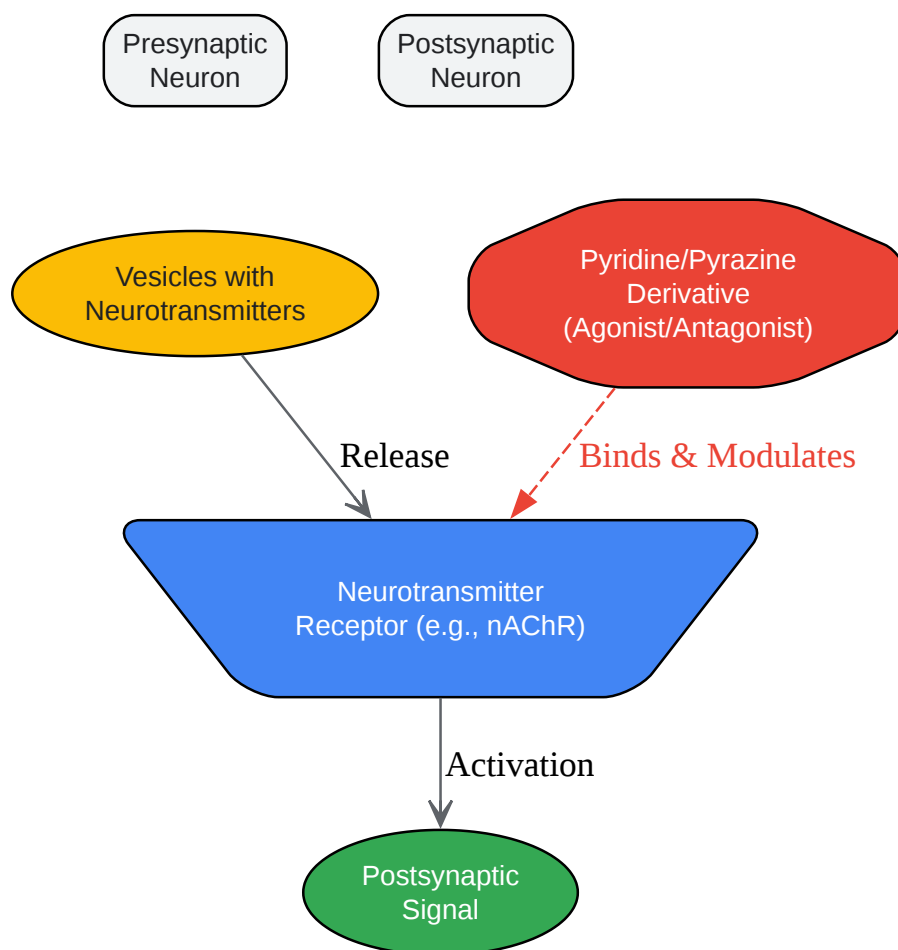 Presynaptic
Neuron
Postsynaptic
Neuron
Vesicles with
Neurotransmitters
Pyridine/Pyrazine
Derivative
(Agonist/Antagonist)
Release
Binds & Modulates
Neurotransmitter
Receptor (e.g., nAChR)
Activation
Postsynaptic
Signal